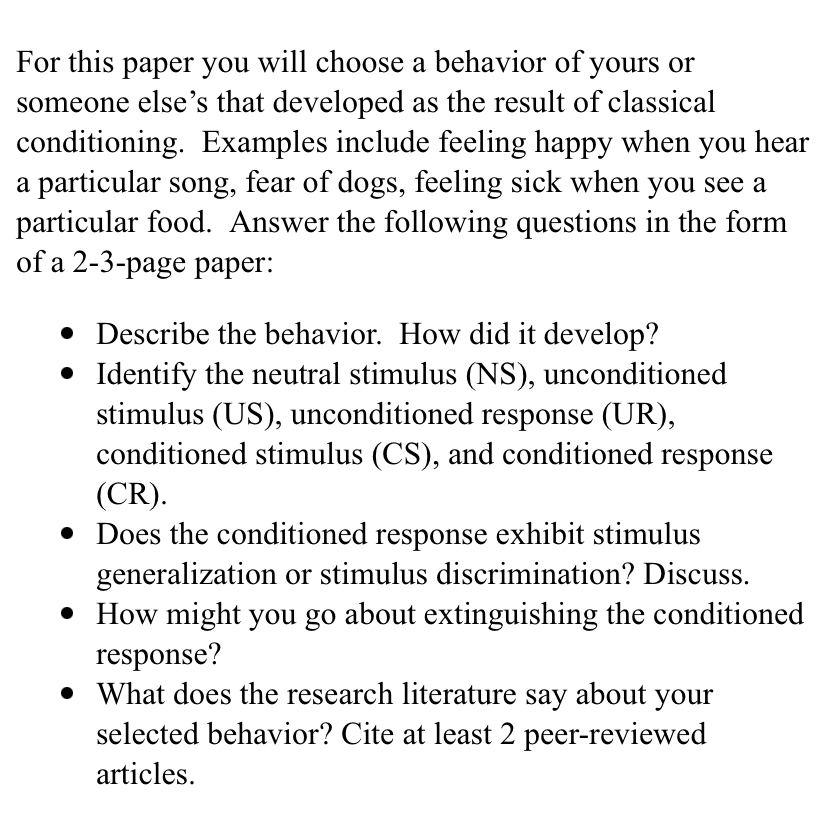 For this paper you will choose a behavior of yours or
someone else’s that developed as the result of classical
conditioning.  Examples include feeling happy when you hear
a particular song, fear of dogs, feeling sick when you see a
particular food.  Answer the following questions in the form
of a 2-3-page paper:
• Describe the behavior.  How did it develop?
• Identify the neutral stimulus (NS), unconditioned
stimulus (US), unconditioned response (UR),
conditioned stimulus (CS), and conditioned response
(CR).
• Does the conditioned response exhibit stimulus
generalization or stimulus discrimination? Discuss.
• How might you go about extinguishing the conditioned
response?
• What does the research literature say about your
selected behavior? Cite at least 2 peer-reviewed
articles.